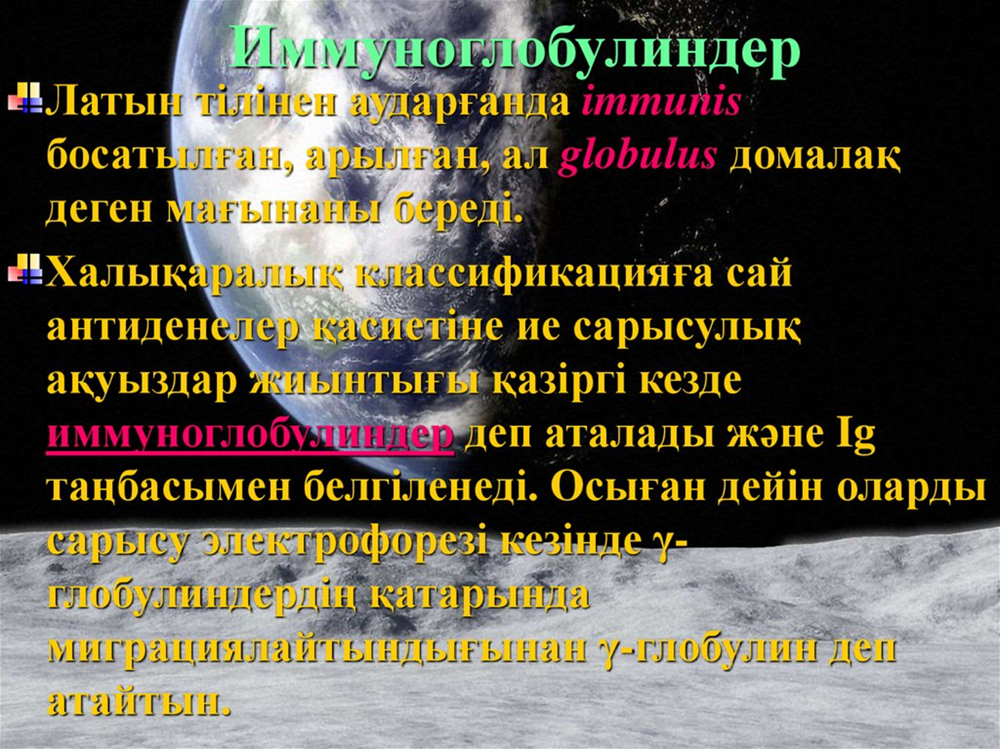 Иммуноглобулиндер
Латын тілінен аударғанда immunis
босатылған, арылған, ал globulus домалақ
деген мағынаны береді.
Халықаралық классификацияға сай
антиденелер қасиетіне ие сарысулық
ақуыздар жиынтығы қазіргі кезде
иммуноглобулиндер деп аталады және Ig
таңбасымен белгіленеді. Осыған дейін оларды
сарысу электрофорезі кезінде γ-
глобулиндердің қатарында
миграциялайтындығынан γ-глобулин деп
атайтын.